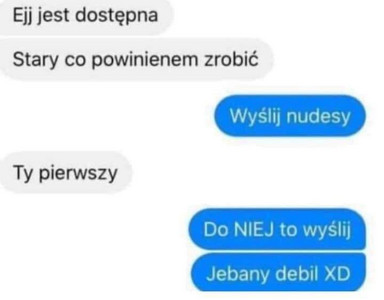 Ejj jest dostępna
Stary co powinienem zrobić
Wyślij nudesy
Ty pierwszy
Do NIEJ to wyślij
Jebany debil XD